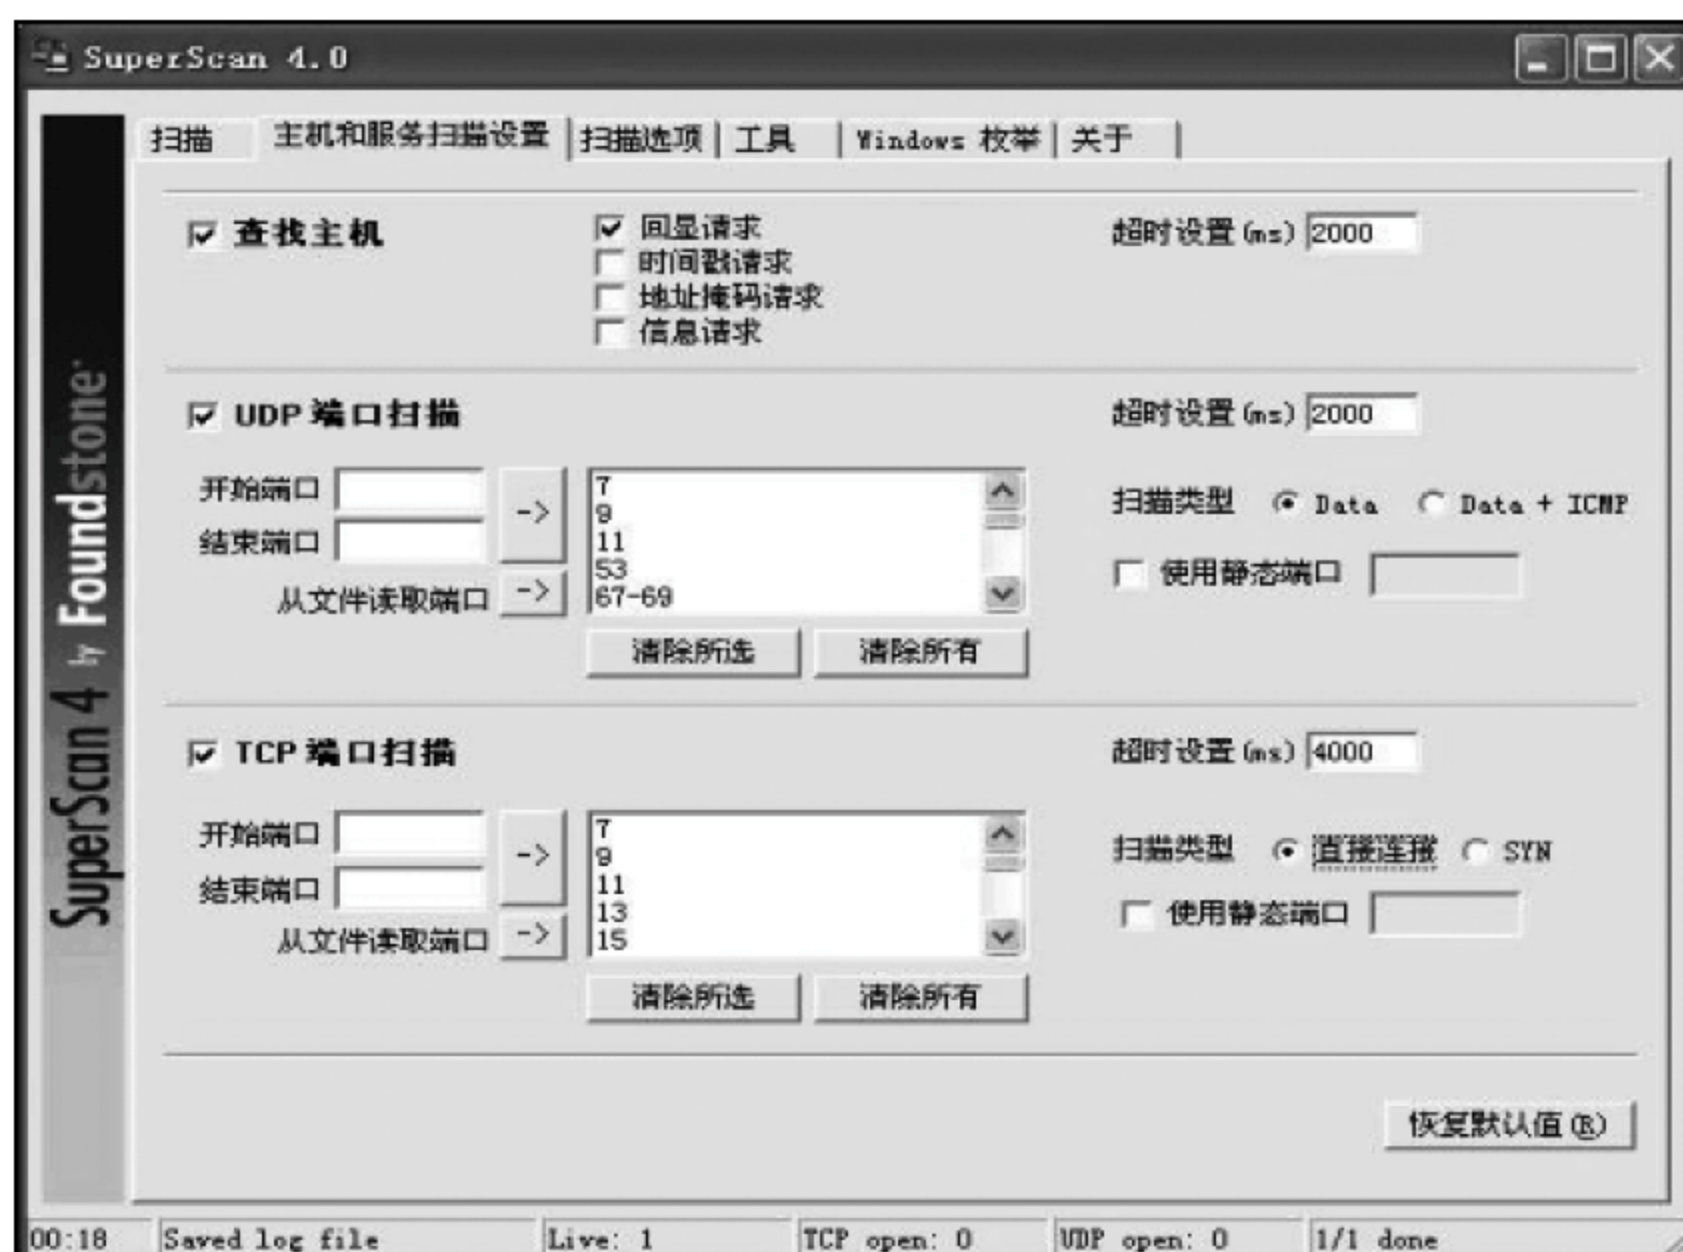 SuperScan 4.0
扫描 主机和服务扫描设置 扫描选项 工具 Windows 枚举 关于
查找主机
回显请求
时间戳请求
地址掩码请求
信息请求
超时设置(ms) 2000
UDP 端口扫描
超时设置(ms) 2000
开始端口
结束端口
->
从文件读取端口 ->
7
9
11
53
67-69
清除所选 清除所有
扫描类型 Data Data + ICMP
使用静态端口
TCP 端口扫描
超时设置(ms) 4000
开始端口
结束端口
->
从文件读取端口 ->
7
9
11
13
15
清除所选 清除所有
扫描类型 直接连接 SYN
使用静态端口
恢复默认值(R)
SuperScan 4 by Foundstone
00:18 Saved log file Live: 1 TCP open: 0 UDP open: 0 1/1 done